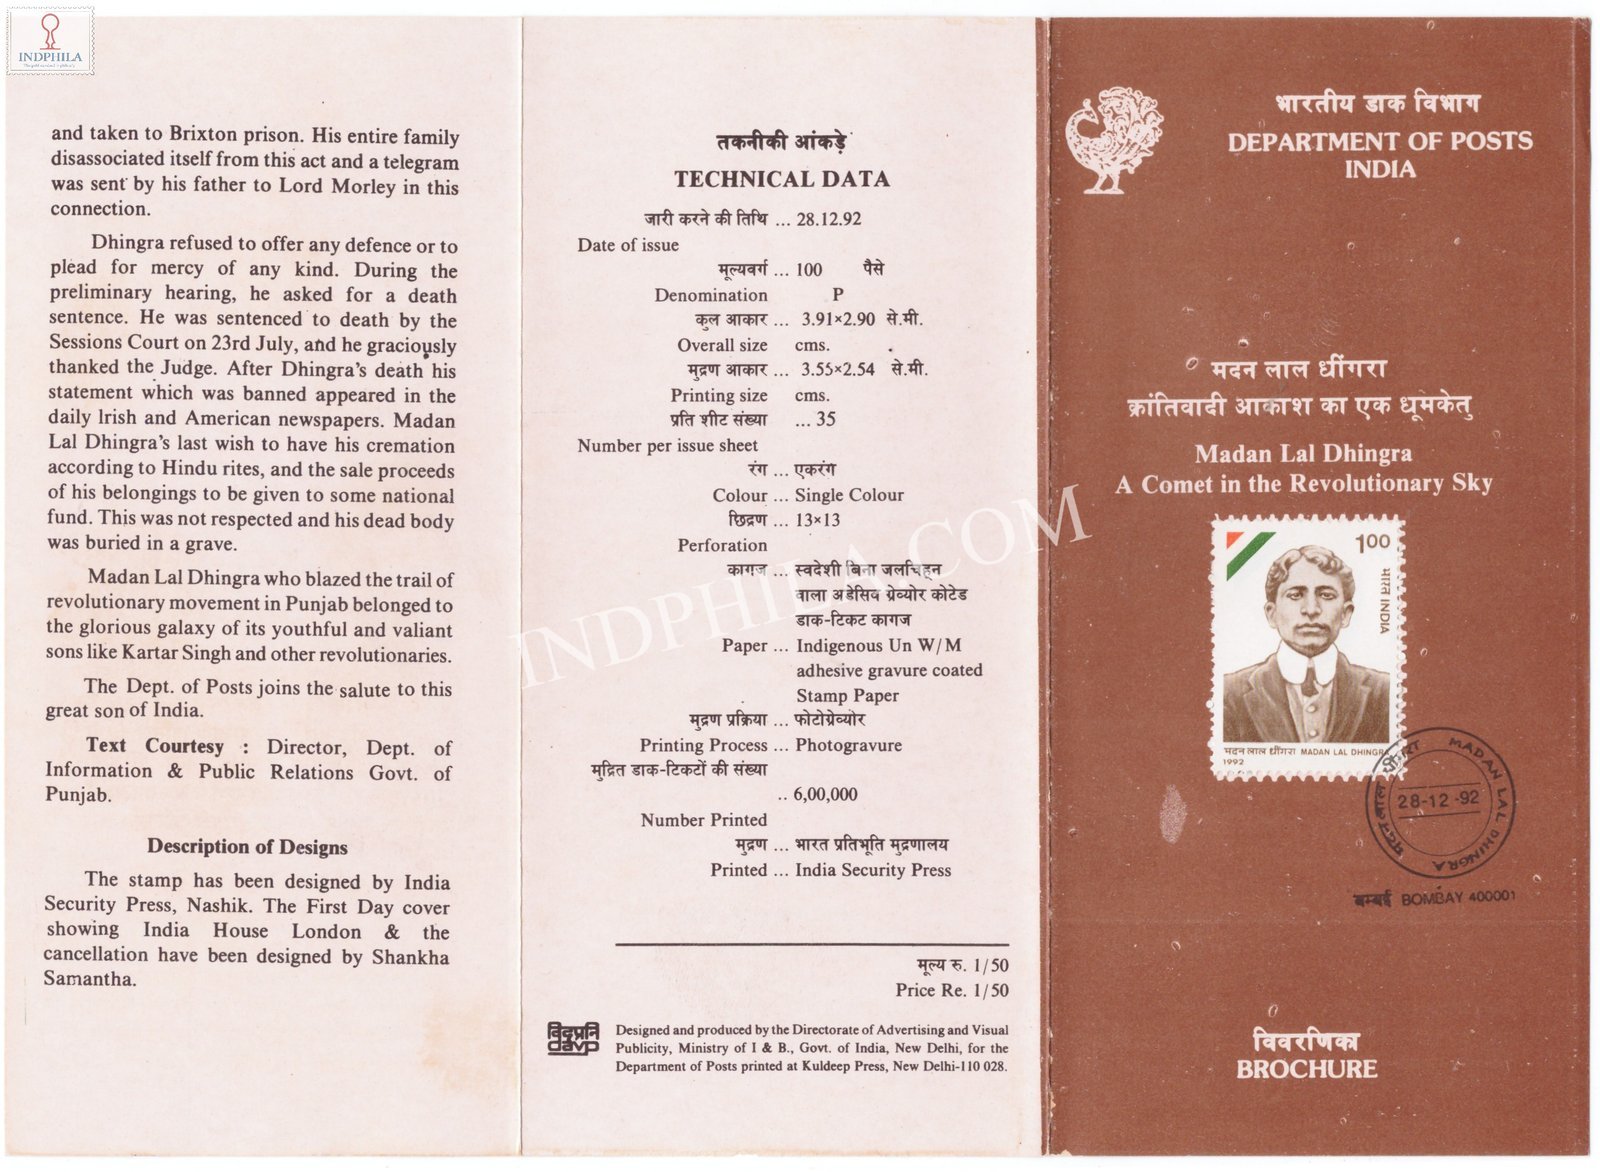 INDPHILA
and taken to Brixton prison. His entire family
disassociated itself from this act and a telegram
was sent by his father to Lord Morley in this
connection.
Dhingra refused to offer any defence or to
plead for mercy of any kind. During the
preliminary hearing, he asked for a death
sentence. He was sentenced to death by the
Sessions Court on 23rd July, and he graciously
thanked the Judge. After Dhingra's death his
statement which was banned appeared in the
daily Irish and American newspapers. Madan
Lal Dhingra's last wish to have his cremation
according to Hindu rites, and the sale proceeds
of his belongings to be given to some national
fund. This was not respected and his dead body
was buried in a grave.
Madan Lal Dhingra who blazed the trail of
revolutionary movement in Punjab belonged to
the glorious galaxy of its youthful and valiant
sons like Kartar Singh and other revolutionaries.
The Dept. of Posts joins the salute to this
great son of India.
Text Courtesy : Director, Dept. of
Information & Public Relations Govt. of
Punjab.
Description of Designs
The stamp has been designed by India
Security Press, Nashik. The First Day cover
showing India House London & the
cancellation have been designed by Shankha
Samantha.
तकनीकी आंकड़े
TECHNICAL DATA
जारी करने की तिथि ... 28.12.92
Date of issue
मूल्यवर्ग ... 100 पैसे
Denomination P
कुल आकार ... 3.91×2.90 से.मी.
Overall size cms.
मुद्रण आकार ... 3.55×2.54 से.मी.
Printing size cms.
प्रति शीट संख्या ... 35
Number per issue sheet
रंग ... एकरंग
Colour ... Single Colour
छिद्रण ... 13×13
Perforation
कागज ... स्वदेशी बिना जलचिहन
वाला अडेसिव ग्रेव्योर कोटेड
डाक-टिकट कागज
Paper ... Indigenous Un W/M
adhesive gravure coated
Stamp Paper
मुद्रण प्रक्रिया ... फोटोग्रेव्योर
Printing Process ... Photogravure
मुद्रित डाक-टिकटों की संख्या
.. 6,00,000
Number Printed
मुद्रण ... भारत प्रतिभूति मुद्रणालय
Printed ... India Security Press
मूल्य रु. 1/50
Price Re. 1/50
विदृप्रनि
davp
Designed and produced by the Directorate of Advertising and Visual
Publicity, Ministry of I & B., Govt. of India, New Delhi, for the
Department of Posts printed at Kuldeep Press, New Delhi-110 028.
INDPHILA.COM
भारतीय डाक विभाग
DEPARTMENT OF POSTS
INDIA
मदन लाल धींगरा
क्रांतिवादी आकाश का एक धूमकेतु
Madan Lal Dhingra
A Comet in the Revolutionary Sky
1.00
भारत INDIA
मदन लाल धींगरा MADAN LAL DHINGRA
1992
मदन लाल धींगरा MADAN LAL DHINGRA
28-12-92
बम्बई BOMBAY 400001
विवरणिका
BROCHURE